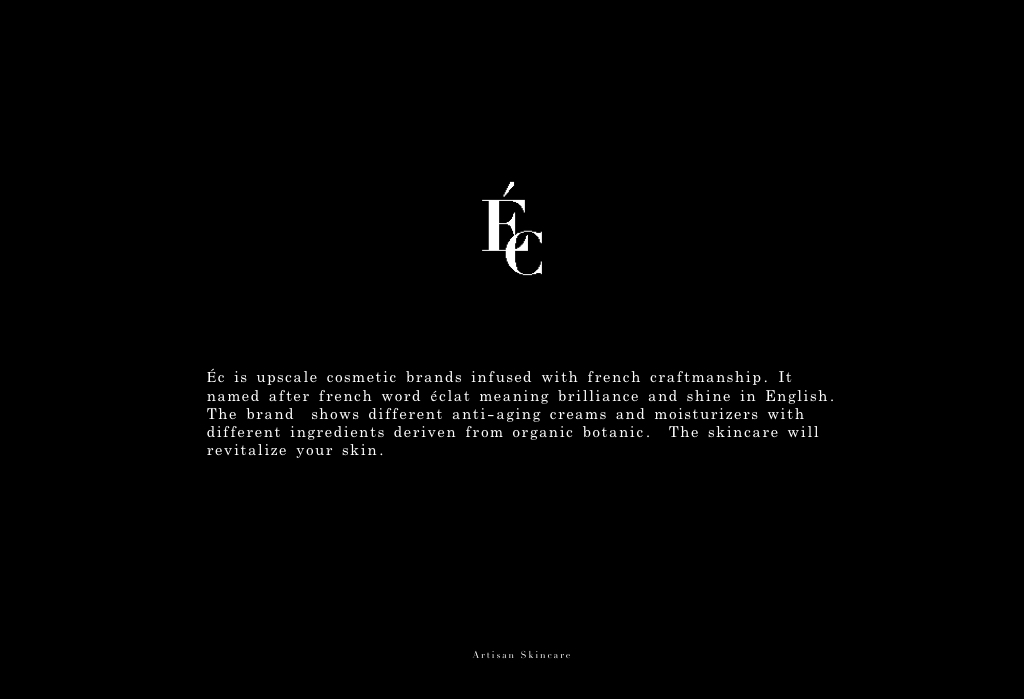 Éc
Éc is upscale cosmetic brands infused with french craftmanship. It
named after french word éclat meaning brilliance and shine in English.
The brand  shows different anti-aging creams and moisturizers with
different ingredients deriven from organic botanic.  The skincare will
revitalize your skin.
Artisan Skincare